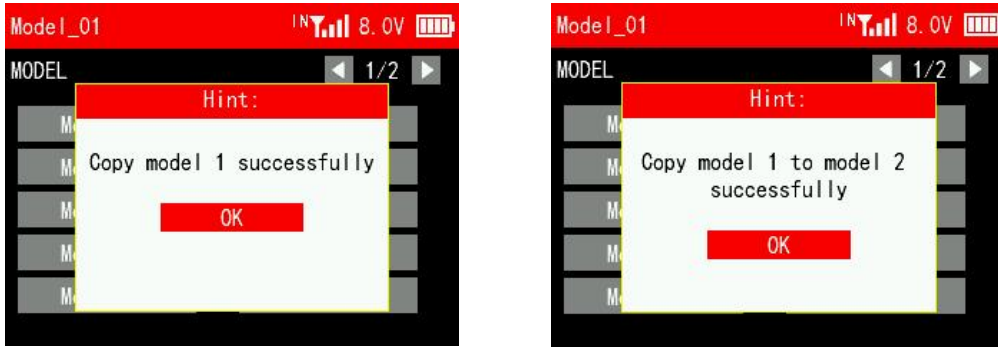 Model_01
IN
8.0V
MODEL
1/2
Hint:
Copy model 1 successfully
OK
Model_01
IN
8.0V
MODEL
1/2
Hint:
Copy model 1 to model 2
successfully
OK